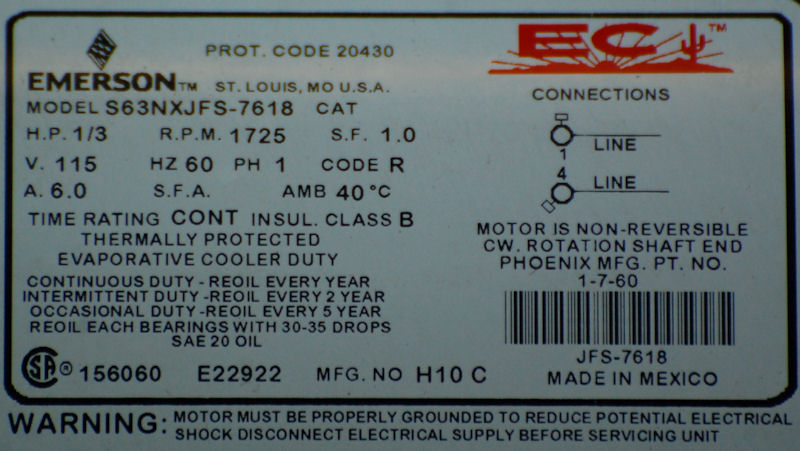 PROT. CODE 20430
EMERSON™ ST. LOUIS, MO U.S.A.
MODEL S63NXJFS-7618 CAT
H.P. 1/3 R.P.M. 1725 S.F. 1.0
V. 115 HZ 60 PH 1 CODE R
A. 6.0 S.F.A. AMB 40°C
TIME RATING CONT INSUL. CLASS B
THERMALLY PROTECTED
EVAPORATIVE COOLER DUTY
CONTINUOUS DUTY - REOIL EVERY YEAR
INTERMITTENT DUTY -REOIL EVERY 2 YEAR
OCCASIONAL DUTY -REOIL EVERY 5 YEAR
REOIL EACH BEARINGS WITH 30-35 DROPS
SAE 20 OIL
SA® 156060 E22922 MFG. NO H10 C
EC ™
CONNECTIONS
1 LINE
4 LINE
MOTOR IS NON-REVERSIBLE
CW. ROTATION SHAFT END
PHOENIX MFG. PT. NO.
1-7-60
JFS-7618
MADE IN MEXICO
WARNING: MOTOR MUST BE PROPERLY GROUNDED TO REDUCE POTENTIAL ELECTRICAL
SHOCK DISCONNECT ELECTRICAL SUPPLY BEFORE SERVICING UNIT